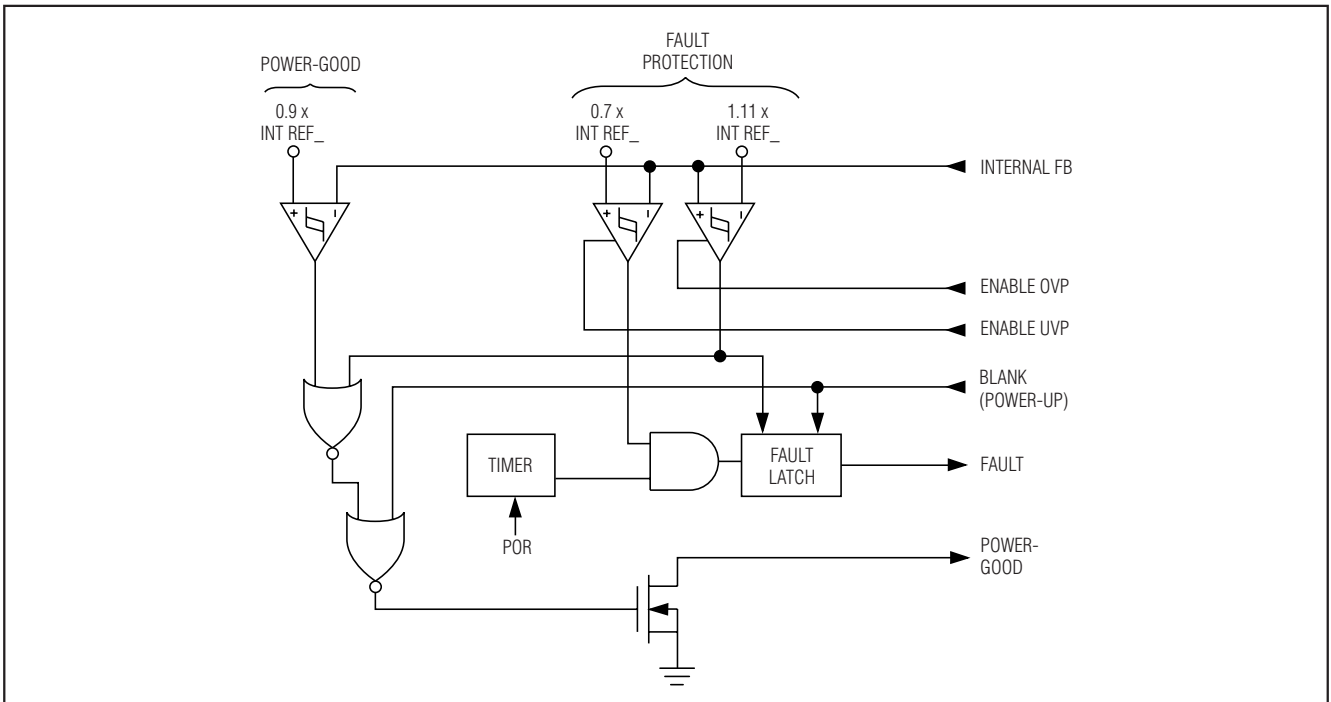 FAULT
PROTECTION
POWER-GOOD
0.9 x
INT REF_
0.7 x
INT REF_
1.11 x
INT REF_
INTERNAL FB
+ −
+ −
+ −
ENABLE OVP
ENABLE UVP
BLANK
(POWER-UP)
TIMER
FAULT
LATCH
FAULT
POR
POWER-
GOOD